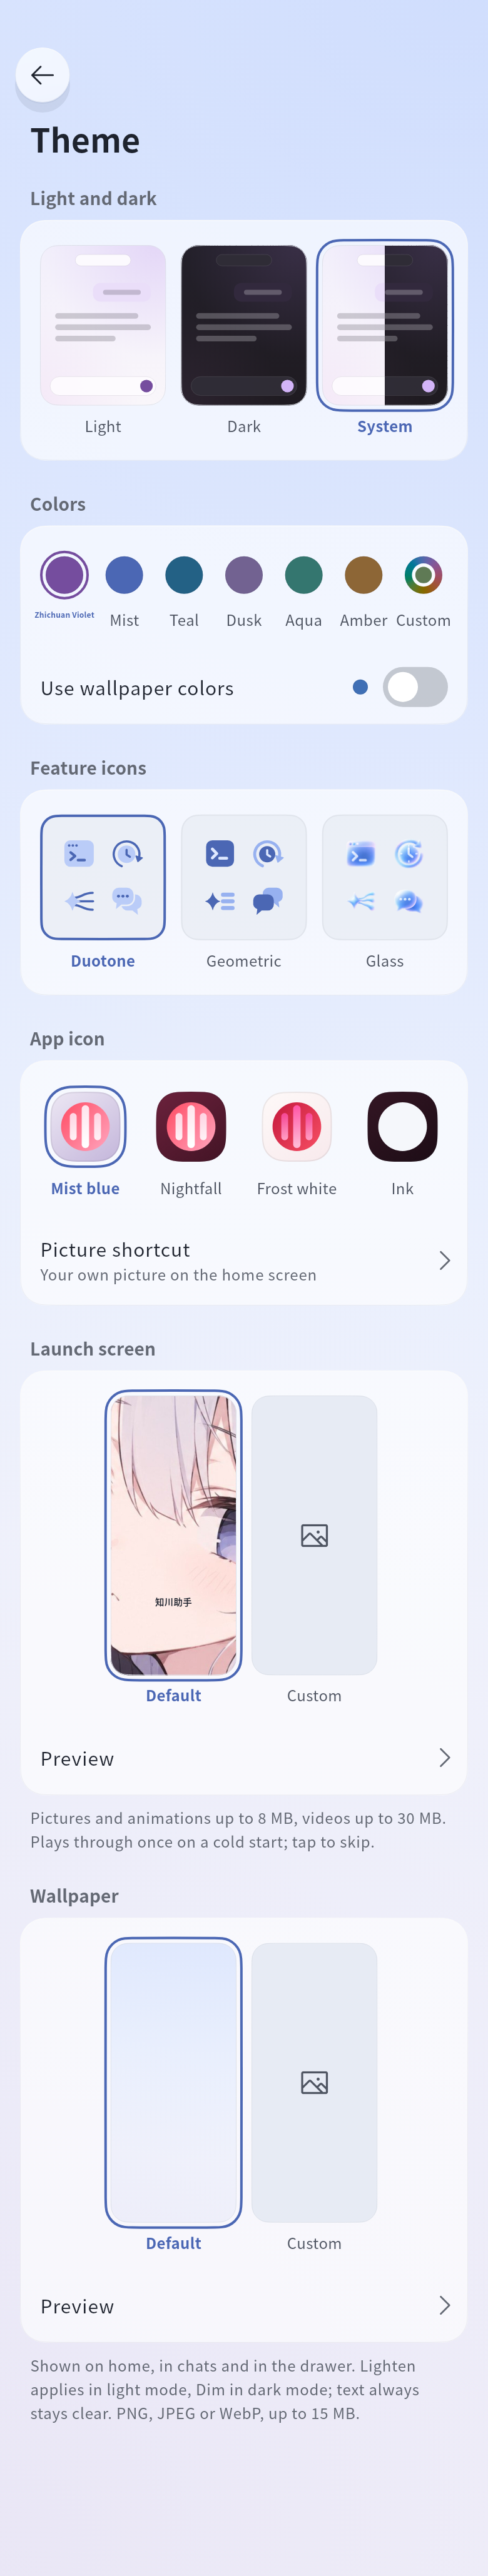 Theme
Light and dark
Light
Dark
System
Colors
Zhichuan Violet
Mist
Teal
Dusk
Aqua
Amber
Custom
Use wallpaper colors
Feature icons
Duotone
Geometric
Glass
App icon
Mist blue
Nightfall
Frost white
Ink
Picture shortcut
Your own picture on the home screen
Launch screen
知川助手
Default
Custom
Preview
Pictures and animations up to 8 MB, videos up to 30 MB.
Plays through once on a cold start; tap to skip.
Wallpaper
Default
Custom
Preview
Shown on home, in chats and in the drawer. Lighten
applies in light mode, Dim in dark mode; text always
stays clear. PNG, JPEG or WebP, up to 15 MB.